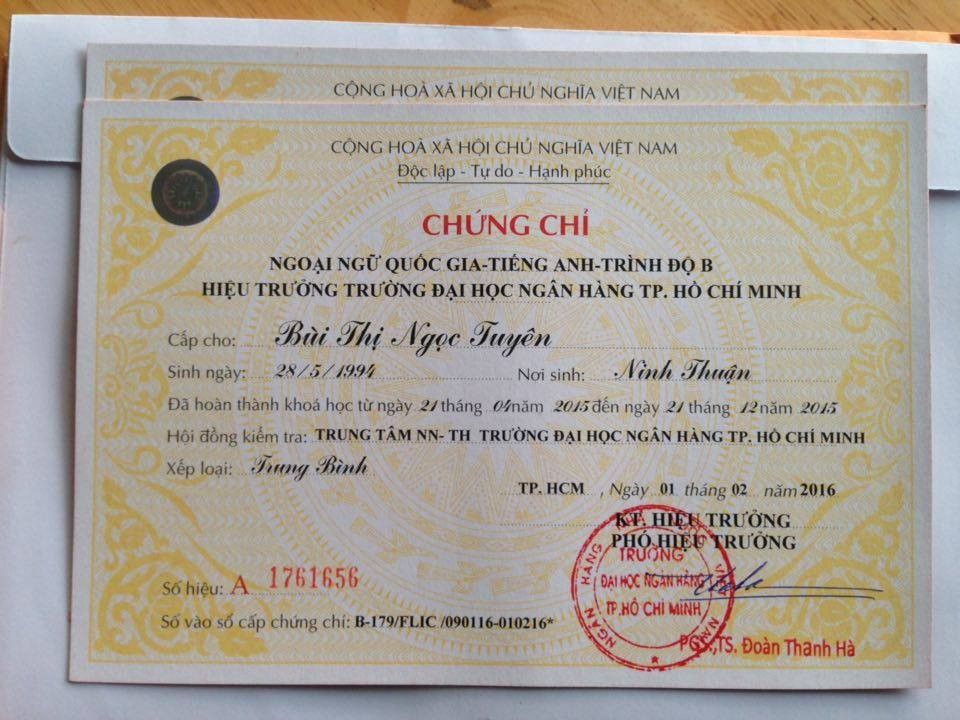 CỘNG HOÀ XÃ HỘI CHỦ NGHĨA VIỆT NAM
CỘNG HOÀ XÃ HỘI CHỦ NGHĨA VIỆT NAM
Độc lập - Tự do - Hạnh phúc
CHỨNG CHỈ
NGOẠI NGỮ QUỐC GIA-TIẾNG ANH-TRÌNH ĐỘ B
HIỆU TRƯỞNG TRƯỜNG ĐẠI HỌC NGÂN HÀNG TP. HỒ CHÍ MINH
Cấp cho: Bùi Thị Ngọc Tuyên
Sinh ngày: 28/5/1994 Nơi sinh: Ninh Thuận
Đã hoàn thành khoá học từ ngày 21 tháng 04 năm 2015 đến ngày 21 tháng 12 năm 2015
Hội đồng kiểm tra: TRUNG TÂM NN- TH TRƯỜNG ĐẠI HỌC NGÂN HÀNG TP. HỒ CHÍ MINH
Xếp loại: Trung Bình
TP. HCM , Ngày 01 tháng 02 năm 2016
KT. HIỆU TRƯỞNG
PHÓ HIỆU TRƯỞNG
TRƯỜNG
ĐẠI HỌC NGÂN HÀNG
TP.HỒ CHÍ MINH
Số hiệu: A 1761656
Số vào sổ cấp chứng chỉ: B-179/FLIC /090116-010216*
PGS.,TS. Đoàn Thanh Hà